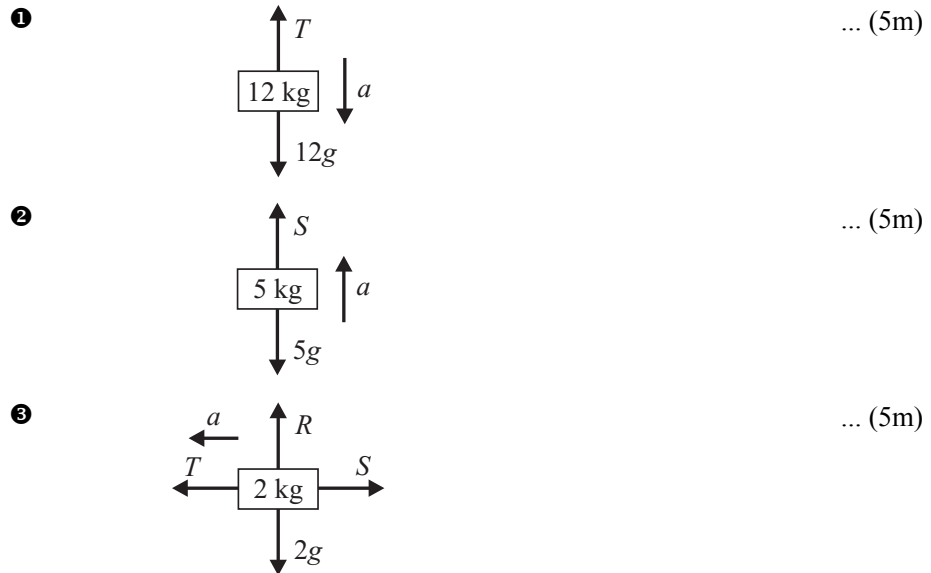 ❶ T ... (5m)
12 kg a
12g
❷ S ... (5m)
5 kg a
5g
❸ a R ... (5m)
T S
2 kg
2g